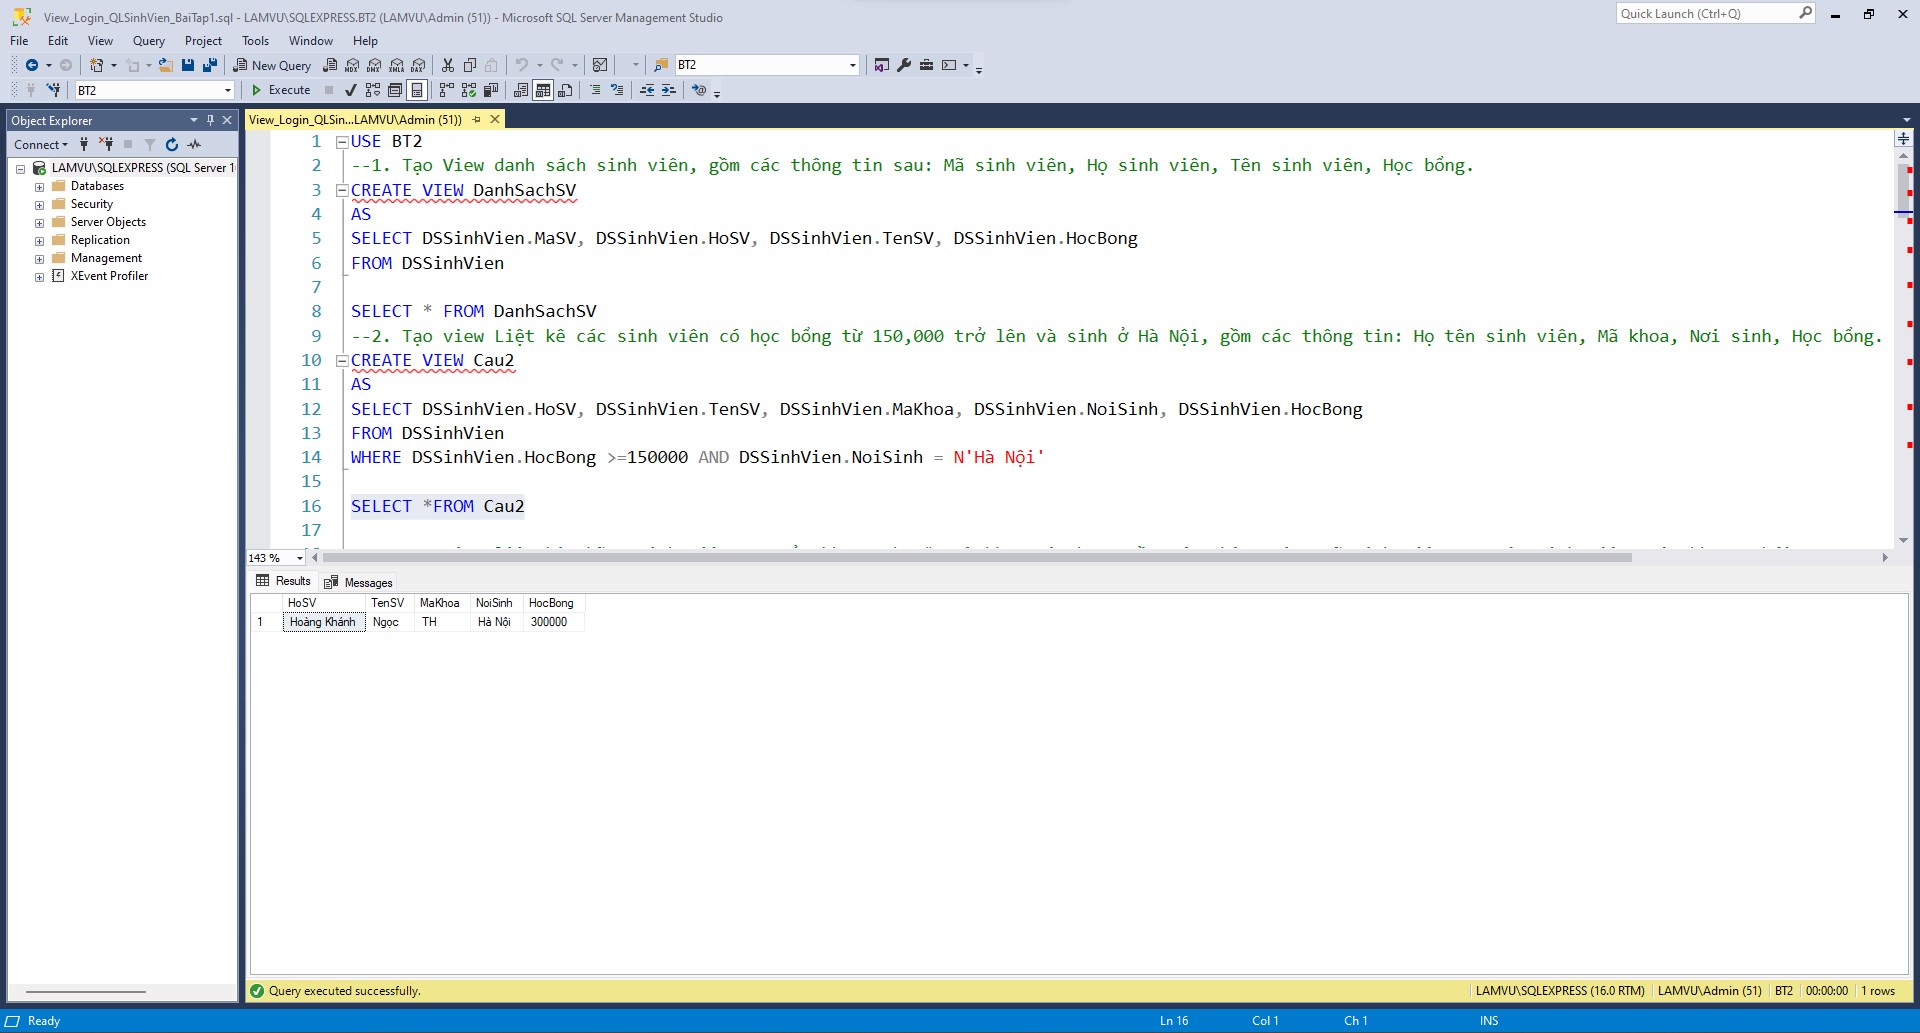 View_Login_QLSinhVien_BaiTap1.sql - LAMVU\SQLEXPRESS.BT2 (LAMVU\Admin (51)) - Microsoft SQL Server Management Studio
Quick Launch (Ctrl+Q)
File Edit View Query Project Tools Window Help
New Query MDX DMX XMLA DAX BT2
BT2 Execute
Object Explorer
Connect
LAMVU\SQLEXPRESS (SQL Server 1
Databases
Security
Server Objects
Replication
Management
XEvent Profiler
View_Login_QLSin...LAMVU\Admin (51))
1 USE BT2
2 --1. Tạo View danh sách sinh viên, gồm các thông tin sau: Mã sinh viên, Họ sinh viên, Tên sinh viên, Học bổng.
3 CREATE VIEW DanhSachSV
4 AS
5 SELECT DSSinhVien.MaSV, DSSinhVien.HoSV, DSSinhVien.TenSV, DSSinhVien.HocBong
6 FROM DSSinhVien
7
8 SELECT * FROM DanhSachSV
9 --2. Tạo view Liệt kê các sinh viên có học bổng từ 150,000 trở lên và sinh ở Hà Nội, gồm các thông tin: Họ tên sinh viên, Mã khoa, Nơi sinh, Học bổng.
10 CREATE VIEW Cau2
11 AS
12 SELECT DSSinhVien.HoSV, DSSinhVien.TenSV, DSSinhVien.MaKhoa, DSSinhVien.NoiSinh, DSSinhVien.HocBong
13 FROM DSSinhVien
14 WHERE DSSinhVien.HocBong >=150000 AND DSSinhVien.NoiSinh = N'Hà Nội'
15
16 SELECT *FROM Cau2
17
143 %
Results Messages
HoSV TenSV MaKhoa NoiSinh HocBong
1 Hoàng Khánh Ngọc TH Hà Nội 300000
Query executed successfully.
LAMVU\SQLEXPRESS (16.0 RTM) LAMVU\Admin (51) BT2 00:00:00 1 rows
Ready Ln 16 Col 1 Ch 1 INS